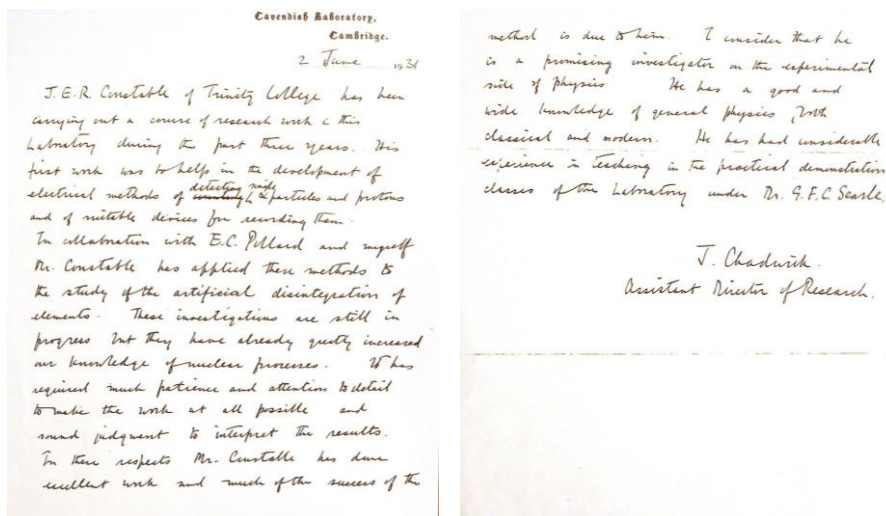 Cavendish Laboratory,
Cambridge.
2 June 1931
J.E.R. Constable of Trinity College has been
carrying out a course of research work in this
Laboratory during the past three years. His
first work was to help in the development of
detecting single
electrical methods of counting α particles and protons
and of suitable devices for recording them.
In collaboration with E.C. Pollard and myself
Mr. Constable has applied these methods to
the study of the artificial disintegration of
elements. These investigations are still in
progress but they have already greatly increased
our knowledge of nuclear processes. It has
required much patience and attention to detail
to make the work at all possible and
sound judgment to interpret the results.
In these respects Mr. Constable has done
excellent work and much of the success of the
method is due to him. I consider that he
is a promising investigator on the experimental
side of physics. He has a good and
wide knowledge of general physics, both
classical and modern. He has had considerable
experience in teaching in the practical demonstration
classes of the Laboratory under Dr. G.F.C. Searle.
J. Chadwick.
Assistant Director of Research.